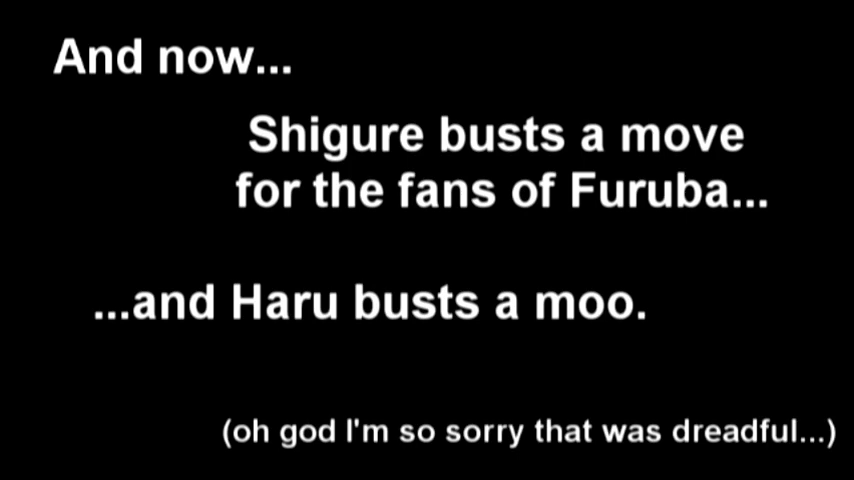 And now...
Shigure busts a move
for the fans of Furuba...
...and Haru busts a moo.
(oh god I'm so sorry that was dreadful...)